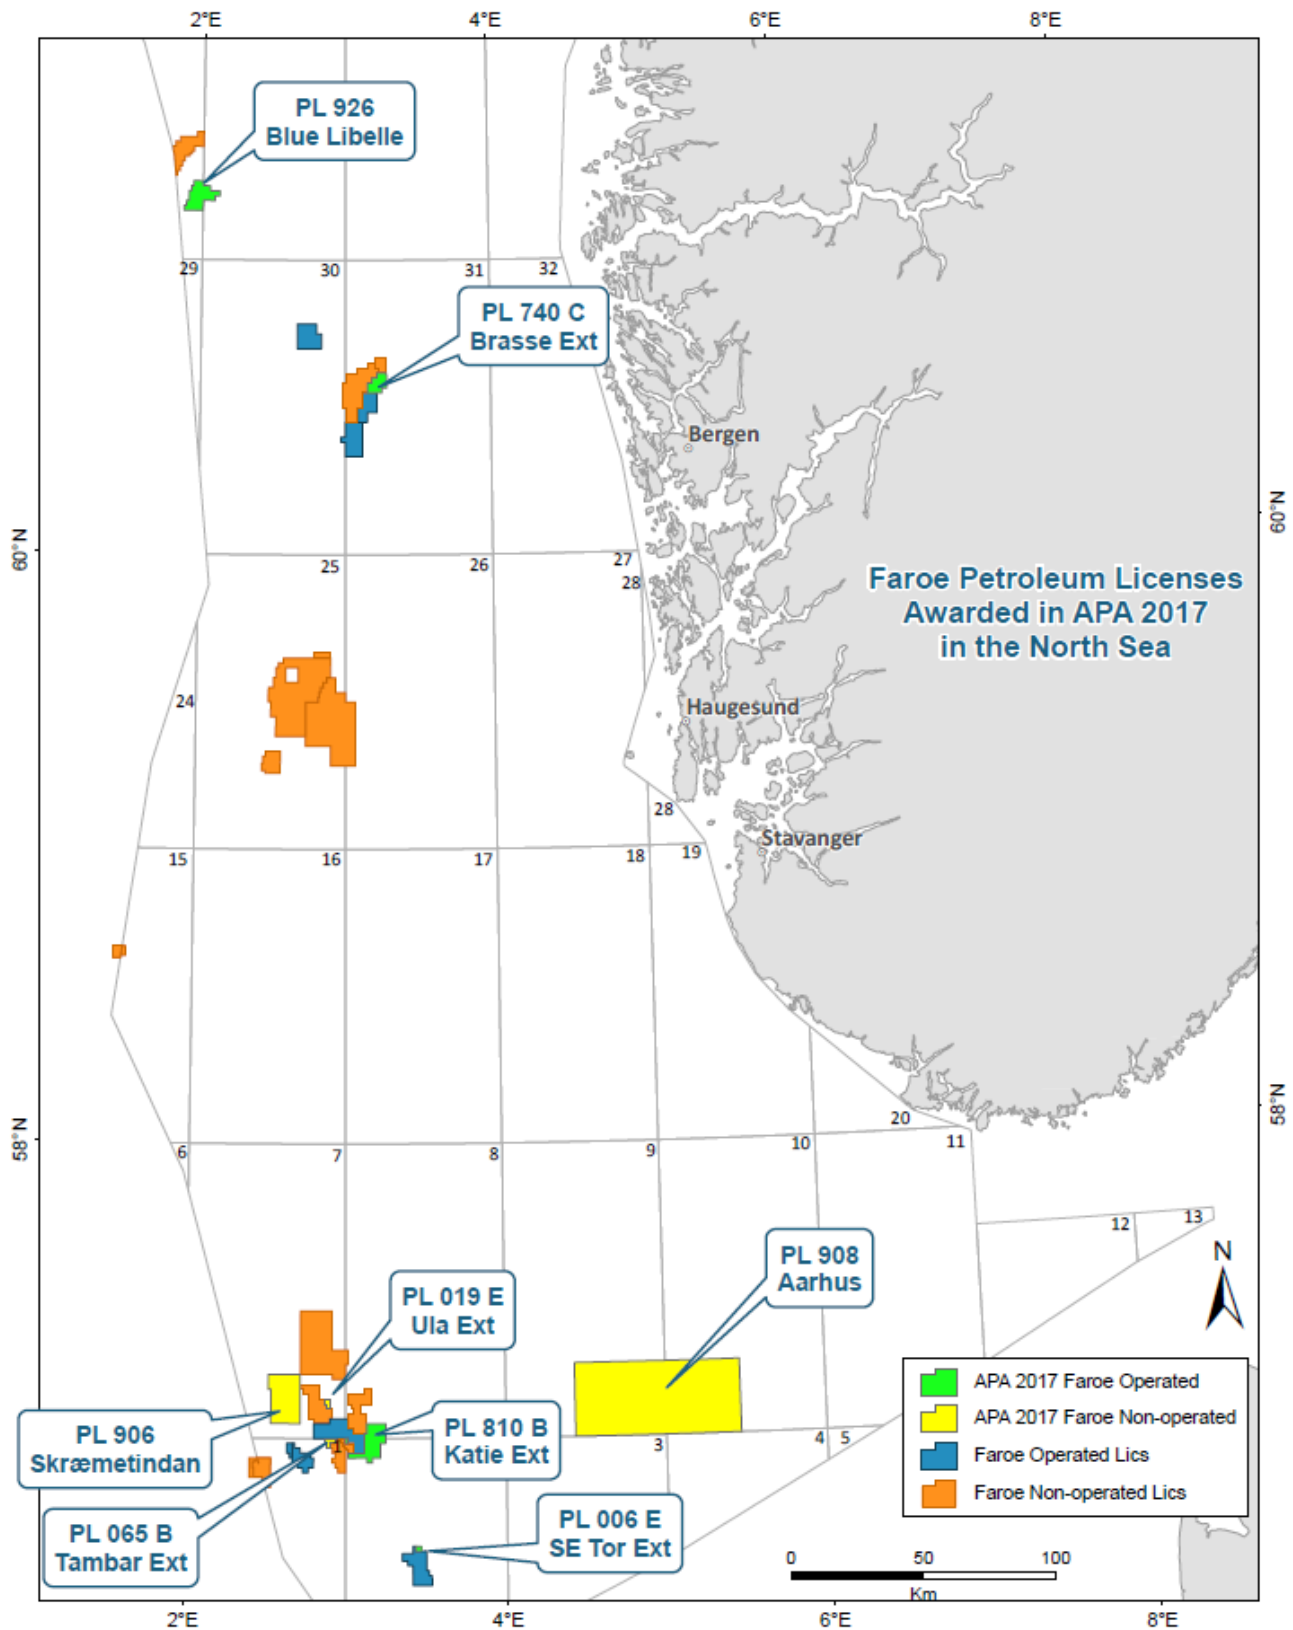 2°E
4°E
6°E
8°E
PL 926
Blue Libelle
29
30
31
32
PL 740 C
Brasse Ext
Bergen
60°N
60°N
25
26
27
28
Faroe Petroleum Licenses
Awarded in APA 2017
in the North Sea
24
Haugesund
28
Stavanger
15
16
17
18
19
58°N
58°N
6
7
8
9
10
20
11
12
13
N
PL 908
Aarhus
PL 019 E
Ula Ext
PL 906
Skræmetindan
PL 810 B
Katie Ext
1
3
4
5
PL 065 B
Tambar Ext
PL 006 E
SE Tor Ext
APA 2017 Faroe Operated
APA 2017 Faroe Non-operated
Faroe Operated Lics
Faroe Non-operated Lics
0
50
100
Km
2°E
4°E
6°E
8°E